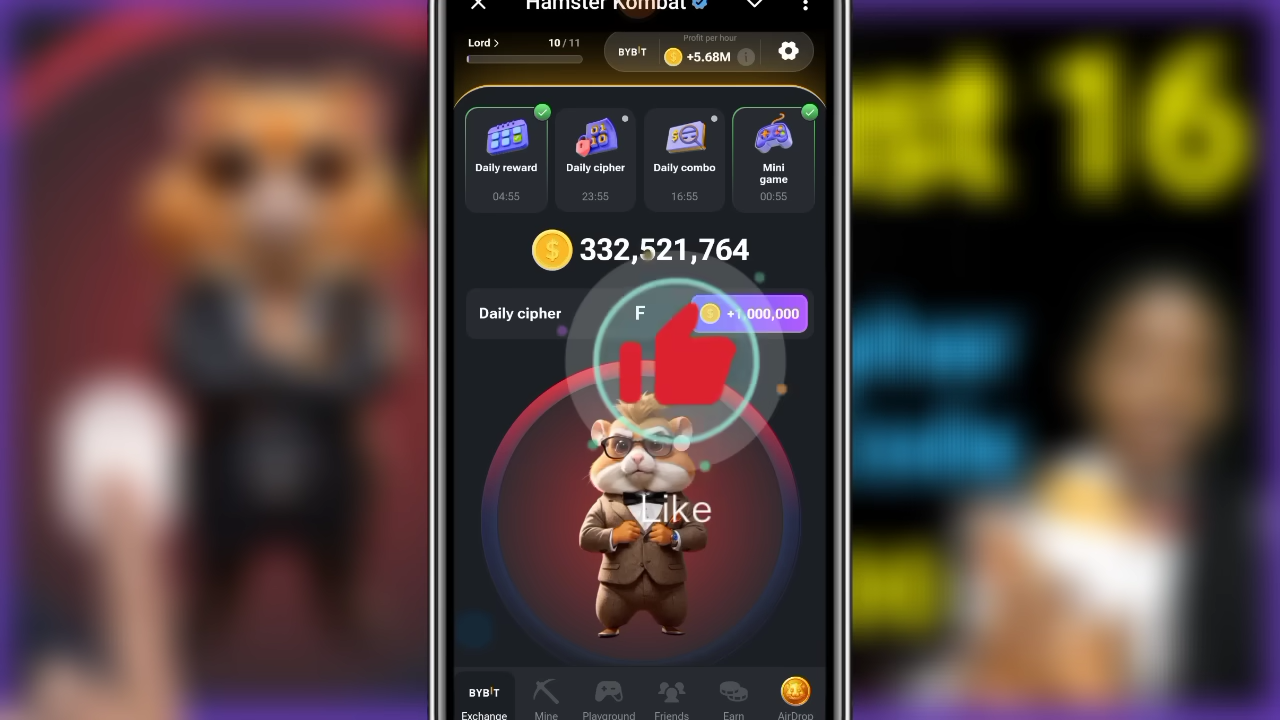 Hamster Kombat
Lord >
10 / 11
BYBIT
Profit per hour
+5.68M
Daily reward
04:55
Daily cipher
23:55
Daily combo
16:55
Mini
game
00:55
332,521,764
Daily cipher
F
+1,000,000
Like
BYBIT
Exchange
Mine
Playground
Friends
Earn
AirDrop
16